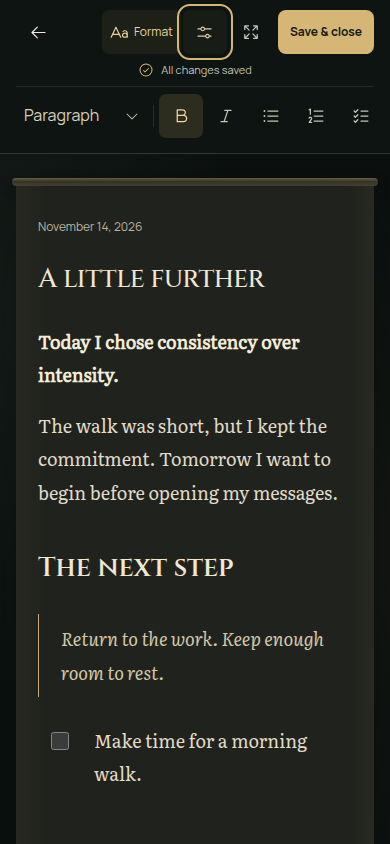 Aa Format
Save & close
All changes saved
Paragraph
B
I
November 14, 2026
A LITTLE FURTHER
Today I chose consistency over
intensity.
The walk was short, but I kept the
commitment. Tomorrow I want to
begin before opening my messages.
THE NEXT STEP
Return to the work. Keep enough
room to rest.
Make time for a morning
walk.